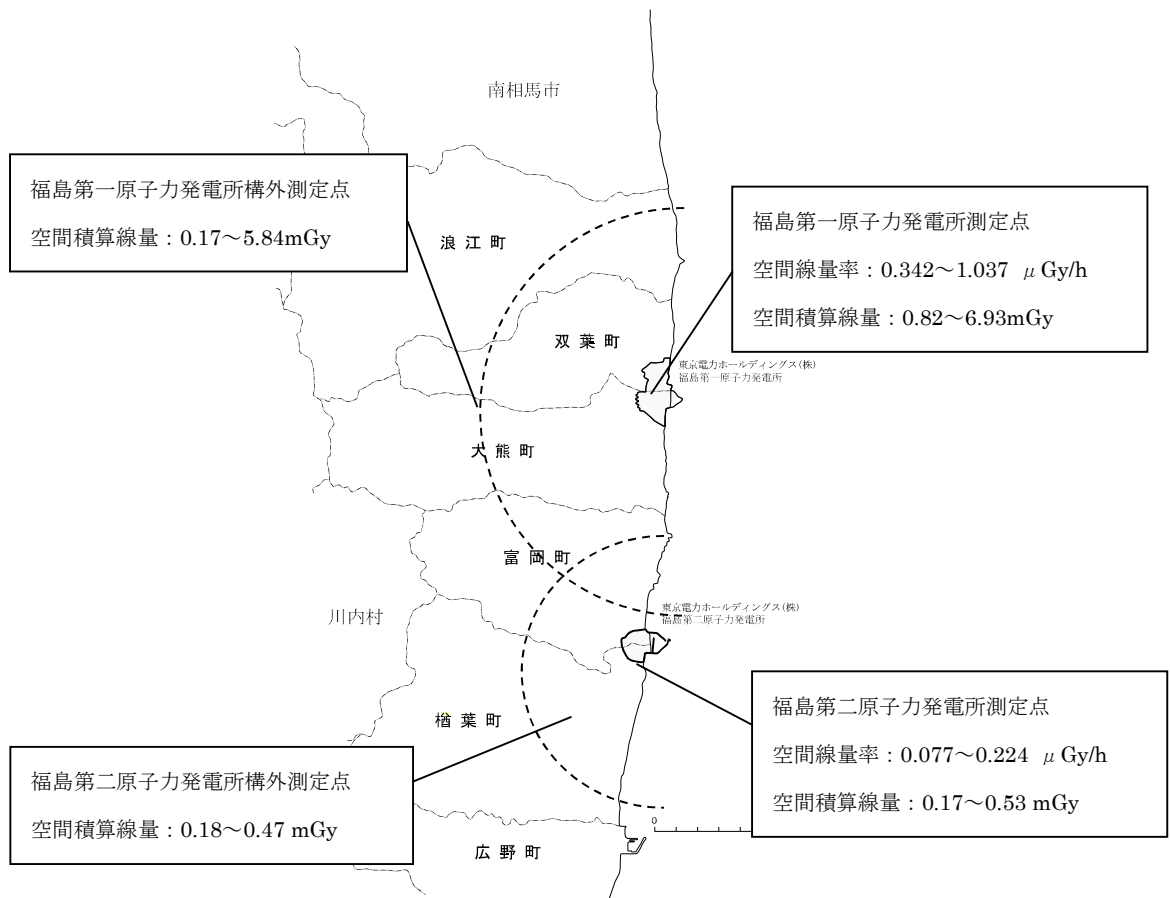 南相馬市
福島第一原子力発電所構外測定点
空間積算線量：0.17～5.84mGy
福島第一原子力発電所測定点
空間線量率：0.342～1.037 μGy/h
空間積算線量：0.82～6.93mGy
浪江町
双葉町
東京電力ホールディングス(株)
福島第一原子力発電所
大熊町
富岡町
川内村
東京電力ホールディングス(株)
福島第二原子力発電所
福島第二原子力発電所測定点
空間線量率：0.077～0.224 μGy/h
空間積算線量：0.17～0.53 mGy
楢葉町
福島第二原子力発電所構外測定点
空間積算線量：0.18～0.47 mGy
0
広野町